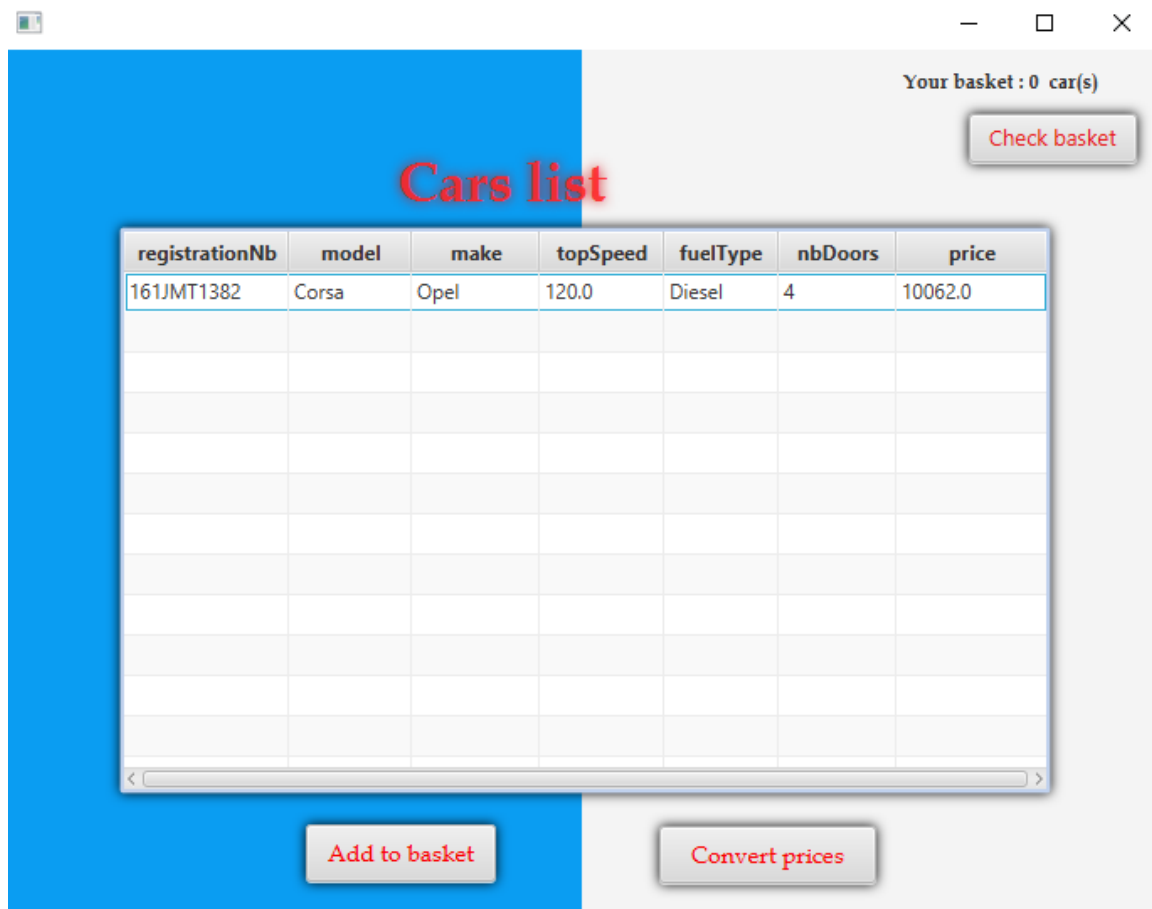 Your basket : 0 car(s)
Check basket
Cars list
registrationNb model make topSpeed fuelType nbDoors price
161JMT1382 Corsa Opel 120.0 Diesel 4 10062.0
Add to basket Convert prices